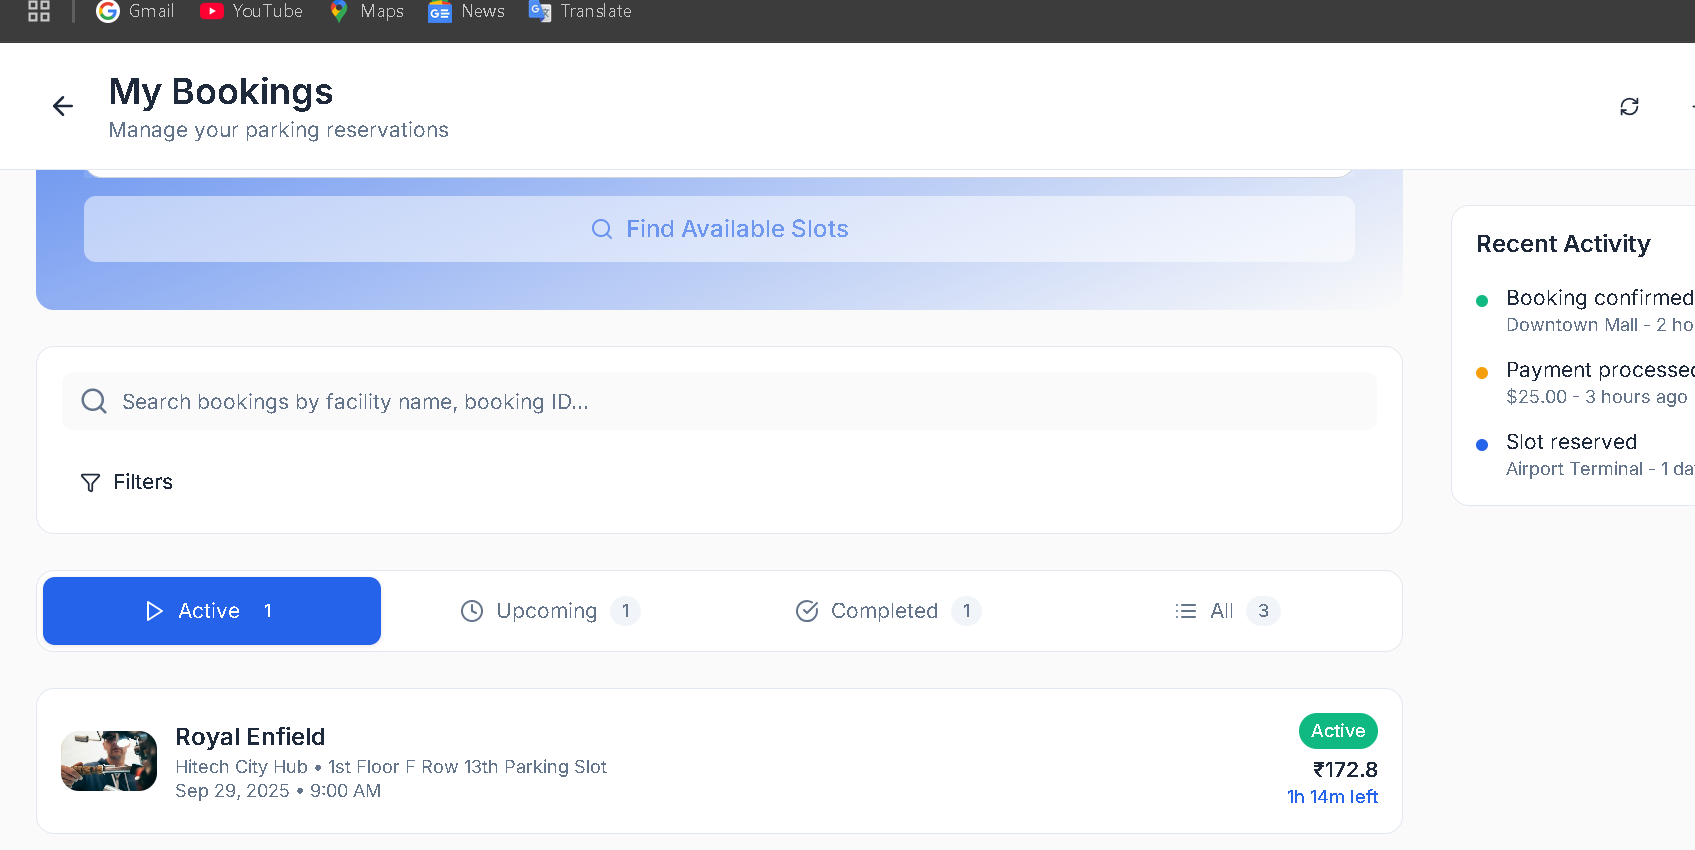 Gmail
YouTube
Maps
News
Translate
My Bookings
Manage your parking reservations
Find Available Slots
Search bookings by facility name, booking ID...
Filters
Active 1
Upcoming 1
Completed 1
All 3
Royal Enfield
Hitech City Hub • 1st Floor F Row 13th Parking Slot
Sep 29, 2025 • 9:00 AM
Active
₹172.8
1h 14m left
Recent Activity
Booking confirmed
Downtown Mall - 2 ho
Payment processed
$25.00 - 3 hours ago
Slot reserved
Airport Terminal - 1 da